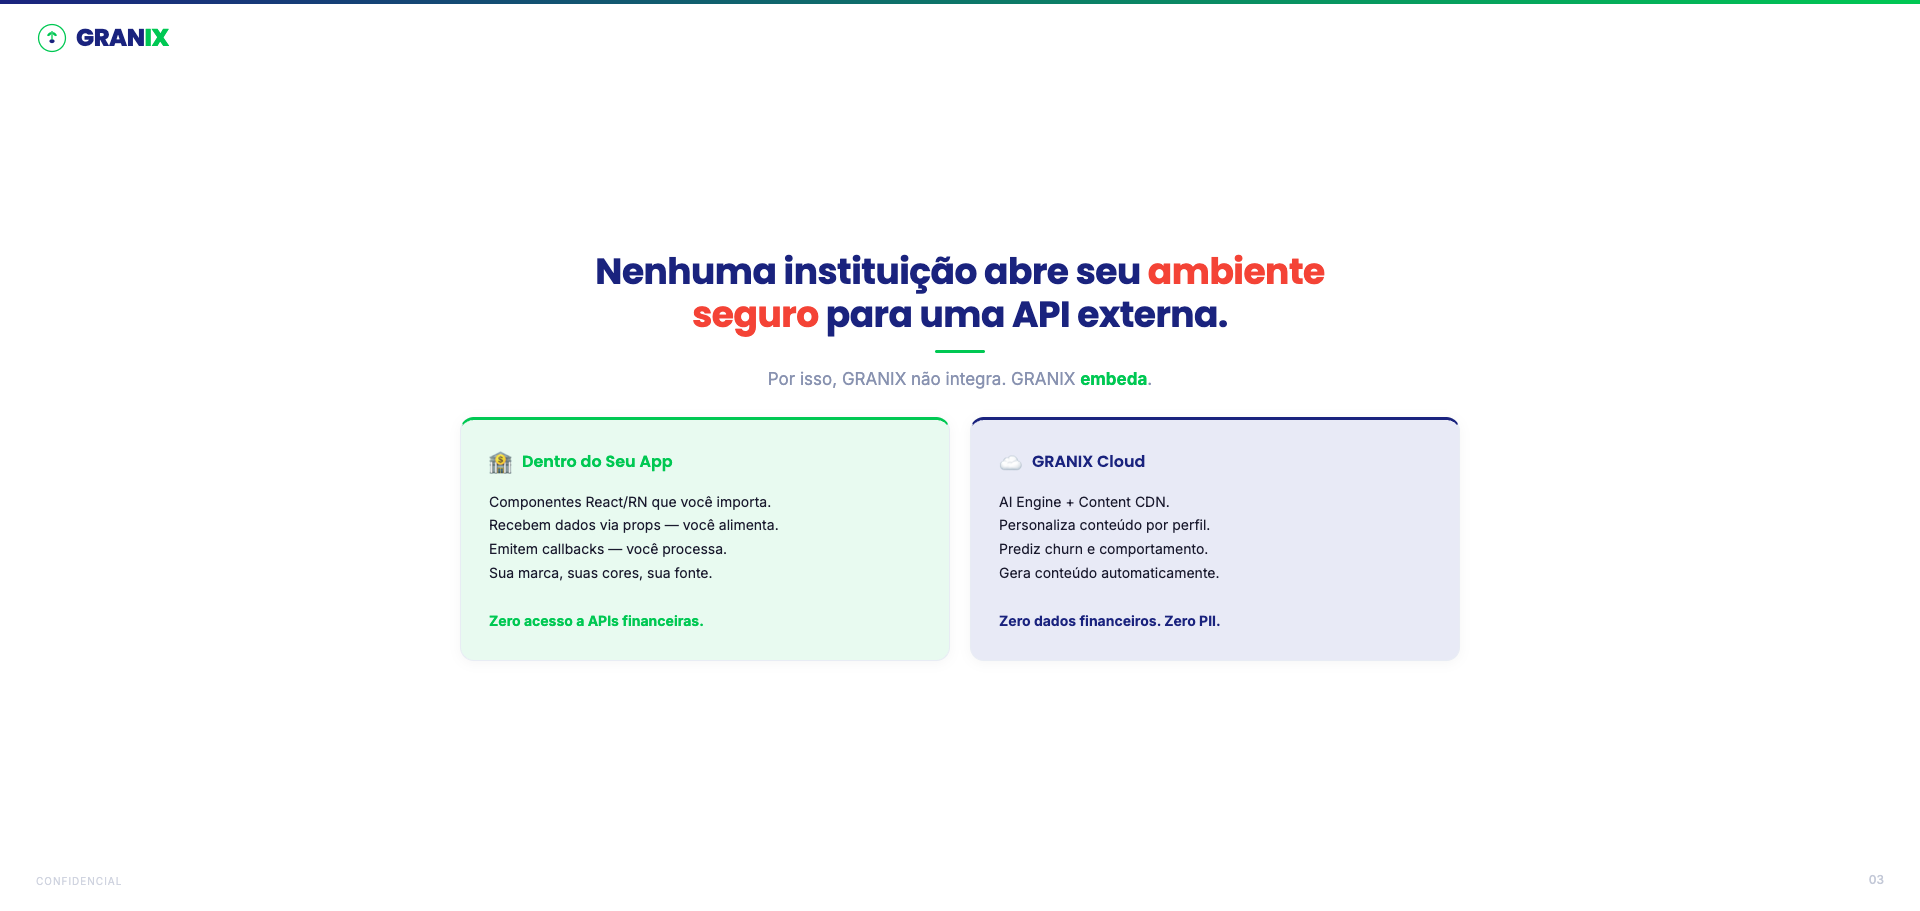 GRANIX
Nenhuma instituição abre seu ambiente
seguro para uma API externa.
Por isso, GRANIX não integra. GRANIX embeda.
Dentro do Seu App
Componentes React/RN que você importa.
Recebem dados via props — você alimenta.
Emitem callbacks — você processa.
Sua marca, suas cores, sua fonte.
Zero acesso a APIs financeiras.
GRANIX Cloud
AI Engine + Content CDN.
Personaliza conteúdo por perfil.
Prediz churn e comportamento.
Gera conteúdo automaticamente.
Zero dados financeiros. Zero PII.
CONFIDENCIAL
03